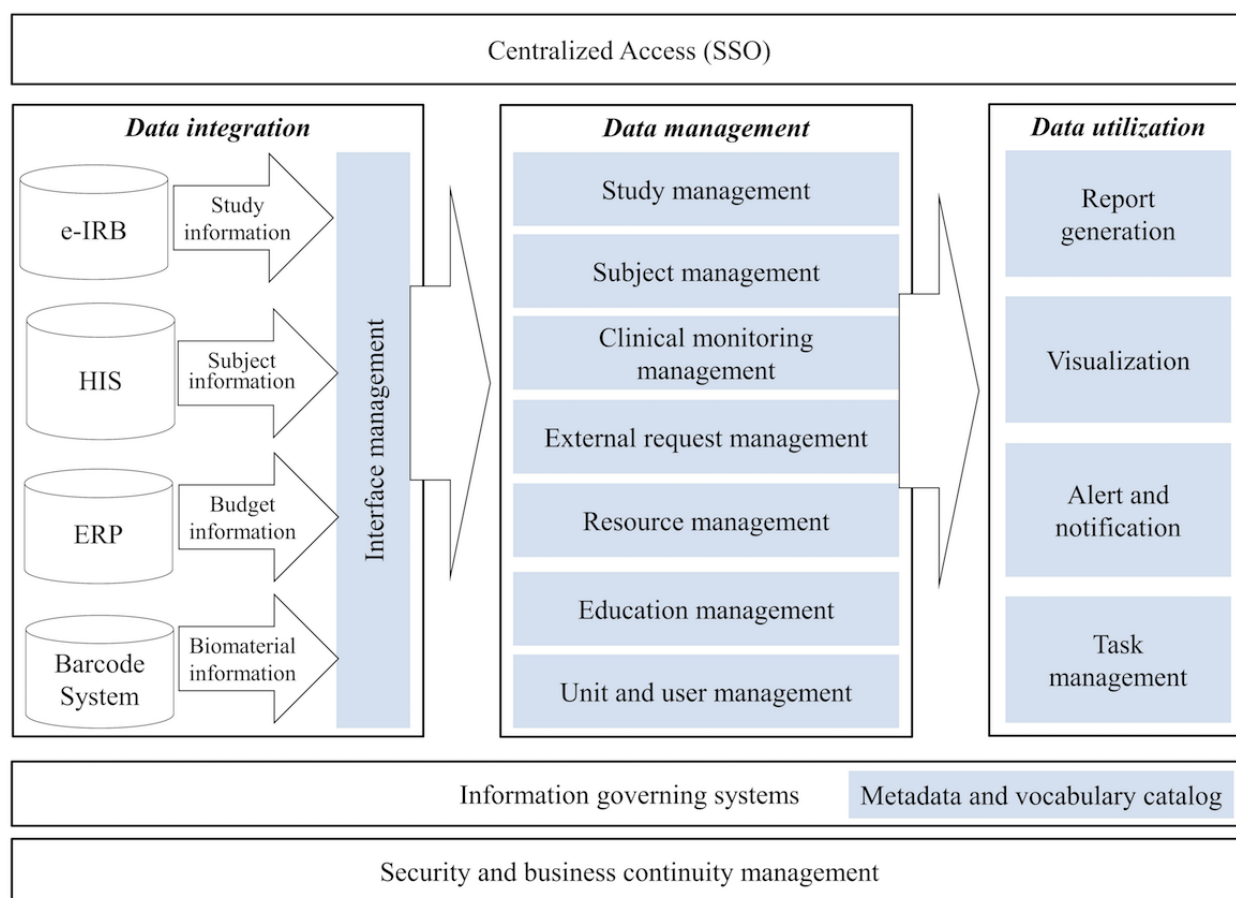 Centralized Access (SSO)
Data integration
e-IRB
Study
information
HIS
Subject
information
ERP
Budget
information
Barcode
System
Biomaterial
information
Interface management
Data management
Study management
Subject management
Clinical monitoring
management
External request management
Resource management
Education management
Unit and user management
Data utilization
Report
generation
Visualization
Alert and
notification
Task
management
Information governing systems
Metadata and vocabulary catalog
Security and business continuity management